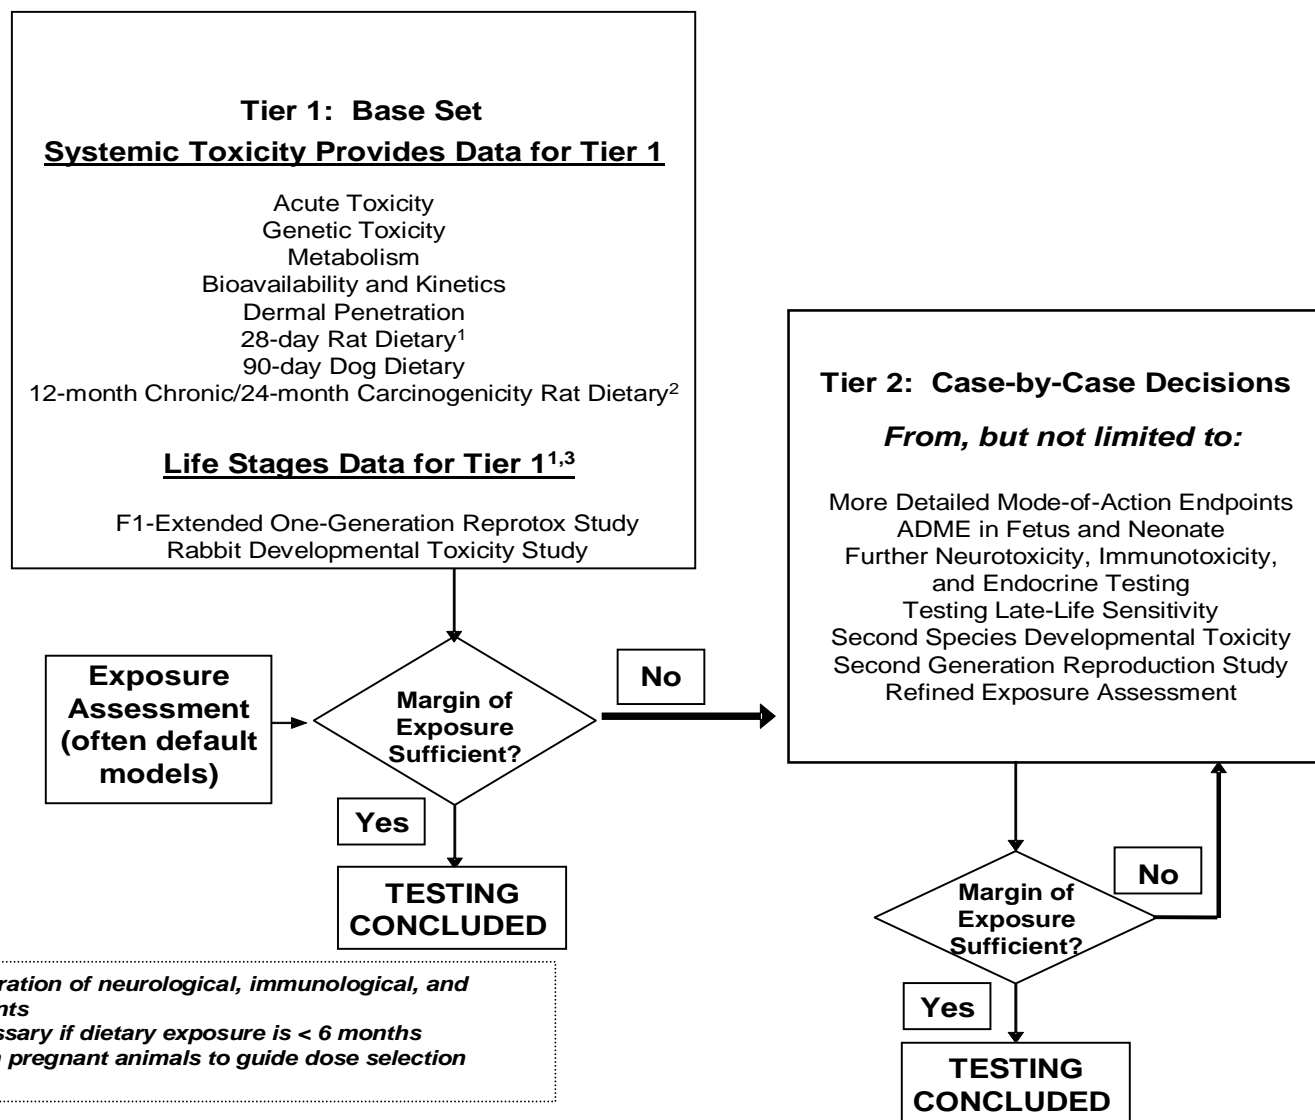 Tier 1: Base Set
Systemic Toxicity Provides Data for Tier 1
Acute Toxicity
Genetic Toxicity
Metabolism
Bioavailability and Kinetics
Dermal Penetration
28-day Rat Dietary¹
90-day Dog Dietary
12-month Chronic/24-month Carcinogenicity Rat Dietary²
Life Stages Data for Tier 1¹,³
F1-Extended One-Generation Reprotox Study
Rabbit Developmental Toxicity Study
Exposure
Assessment
(often default
models)
Margin of
Exposure
Sufficient?
No
Yes
TESTING
CONCLUDED
Tier 2: Case-by-Case Decisions
From, but not limited to:
More Detailed Mode-of-Action Endpoints
ADME in Fetus and Neonate
Further Neurotoxicity, Immunotoxicity,
and Endocrine Testing
Testing Late-Life Sensitivity
Second Species Developmental Toxicity
Second Generation Reproduction Study
Refined Exposure Assessment
Margin of
Exposure
Sufficient?
No
Yes
TESTING
CONCLUDED
of neurological, immunological, and
if dietary exposure is < 6 months
pregnant animals to guide dose selection